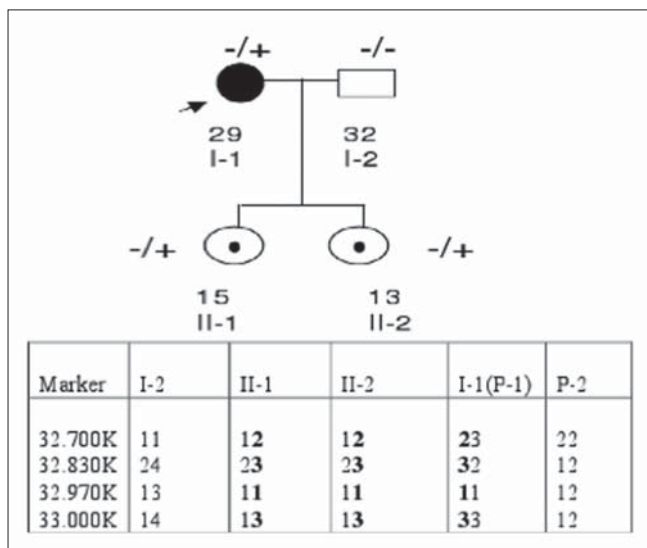 -/+ -/-
29 32
I-1 I-2
-/+ -/+
15 13
II-1 II-2
Marker I-2 II-1 II-2 I-1(P-1) P-2
32.700K 11 12 12 23 22
32.830K 24 23 23 32 12
32.970K 13 11 11 11 12
33.000K 14 13 13 33 12